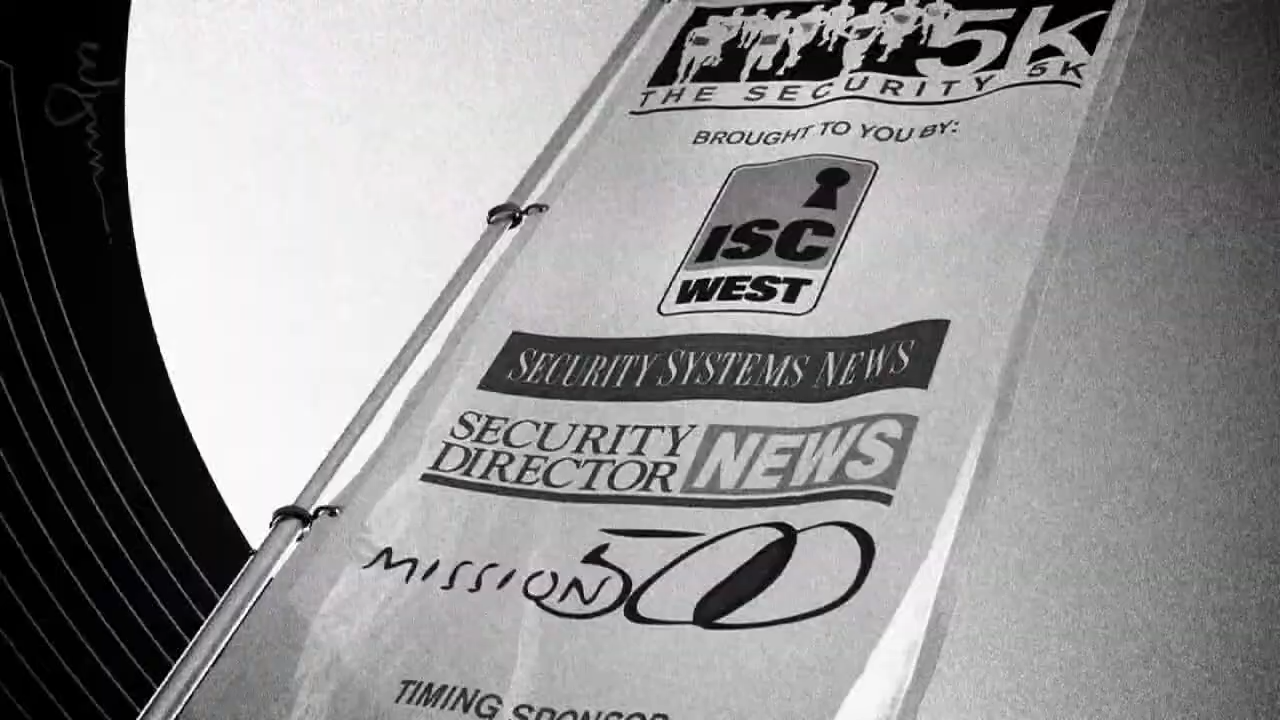 Wynn
5K
THE SECURITY 5K
BROUGHT TO YOU BY:
ISC
WEST
SECURITY SYSTEMS NEWS
SECURITY
DIRECTOR NEWS
MISSION 500
TIMING SPONSOR